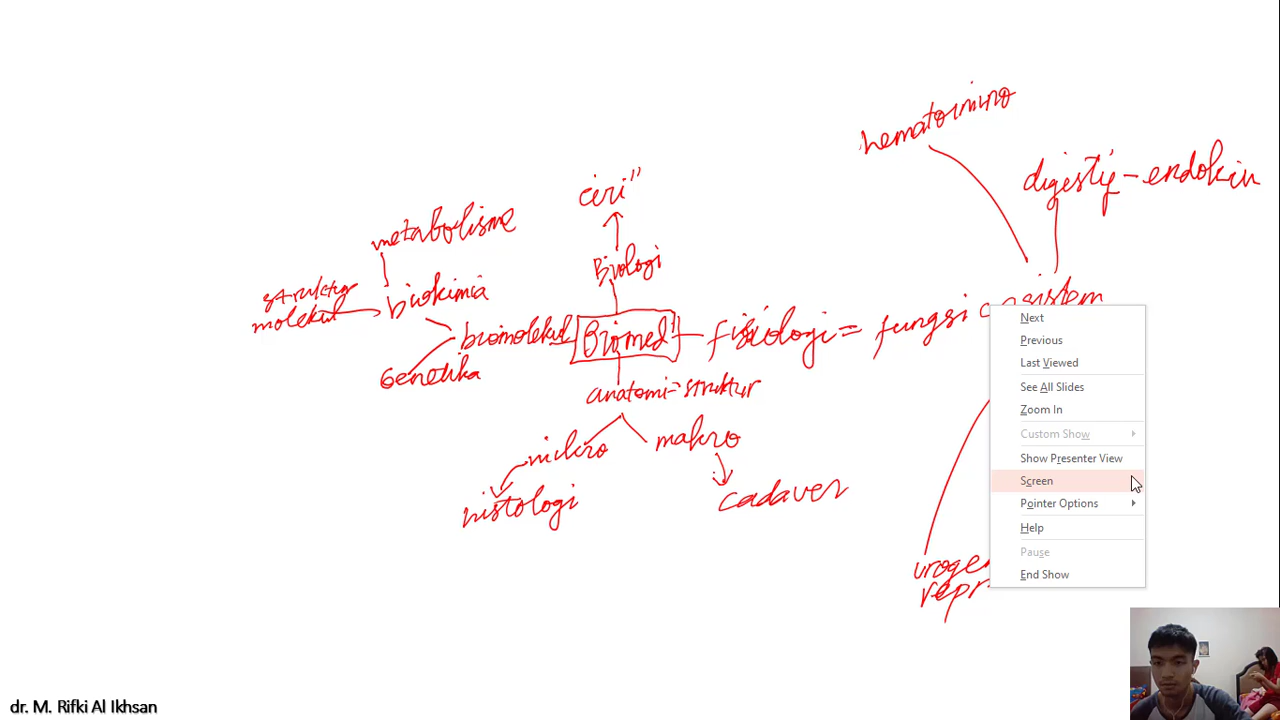 hematoimuno
digestif - endokrin
ciri"
metabolisme
Biologi
biokimia
struktur
molekul
sistem
fisiologi = fungsi
biomolekul
Biomed
Genetika
anatomi = struktur
mikro
makro
histologi
cadaver
uroge
repr
Next
Previous
Last Viewed
See All Slides
Zoom In
Custom Show
Show Presenter View
Screen
Pointer Options
Help
Pause
End Show
dr. M. Rifki Al Ikhsan